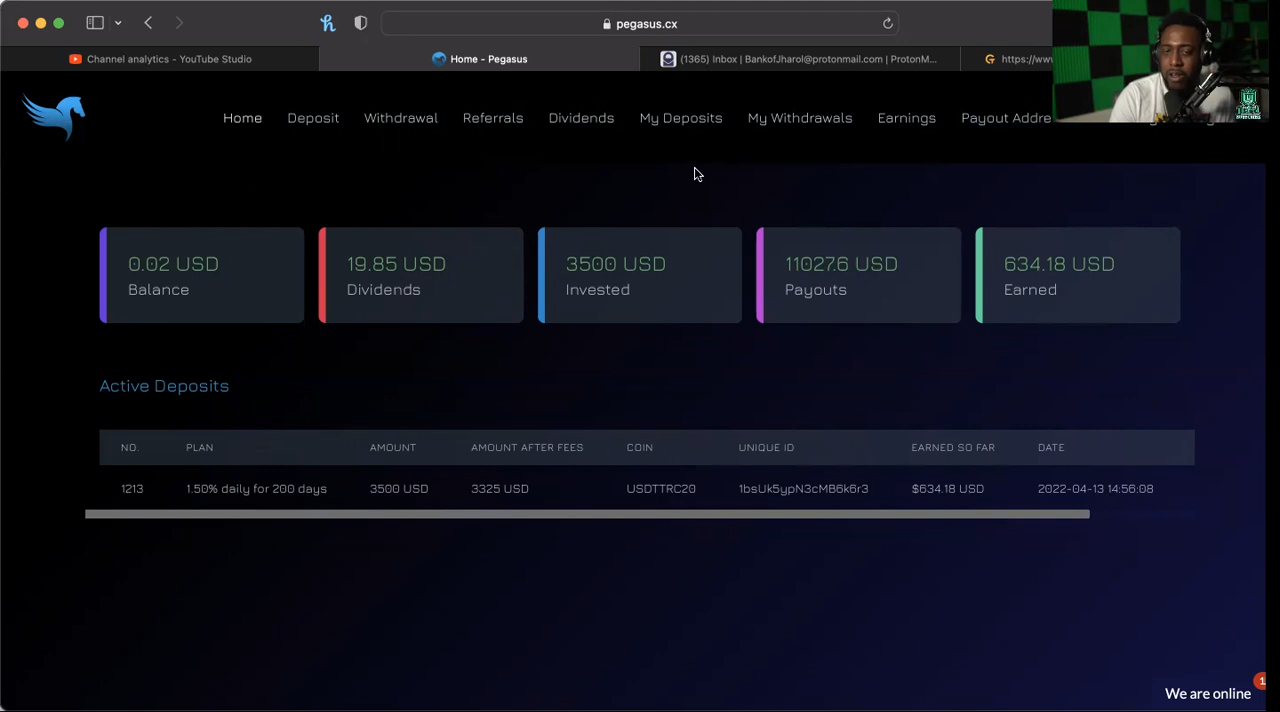 pegasus.cx
Channel analytics - YouTube Studio
Home - Pegasus
(1365) Inbox | BankofJharol@protonmail.com | ProtonM...
https://ww
Home
Deposit
Withdrawal
Referrals
Dividends
My Deposits
My Withdrawals
Earnings
Payout Addre
0.02 USD
Balance
19.85 USD
Dividends
3500 USD
Invested
11027.6 USD
Payouts
634.18 USD
Earned
Active Deposits
NO. PLAN AMOUNT AMOUNT AFTER FEES COIN UNIQUE ID EARNED SO FAR DATE
1213 1.50% daily for 200 days 3500 USD 3325 USD USDTTRC20 1bsUk5ypN3cMB6k6r3 $634.18 USD 2022-04-13 14:56:08
We are online
1